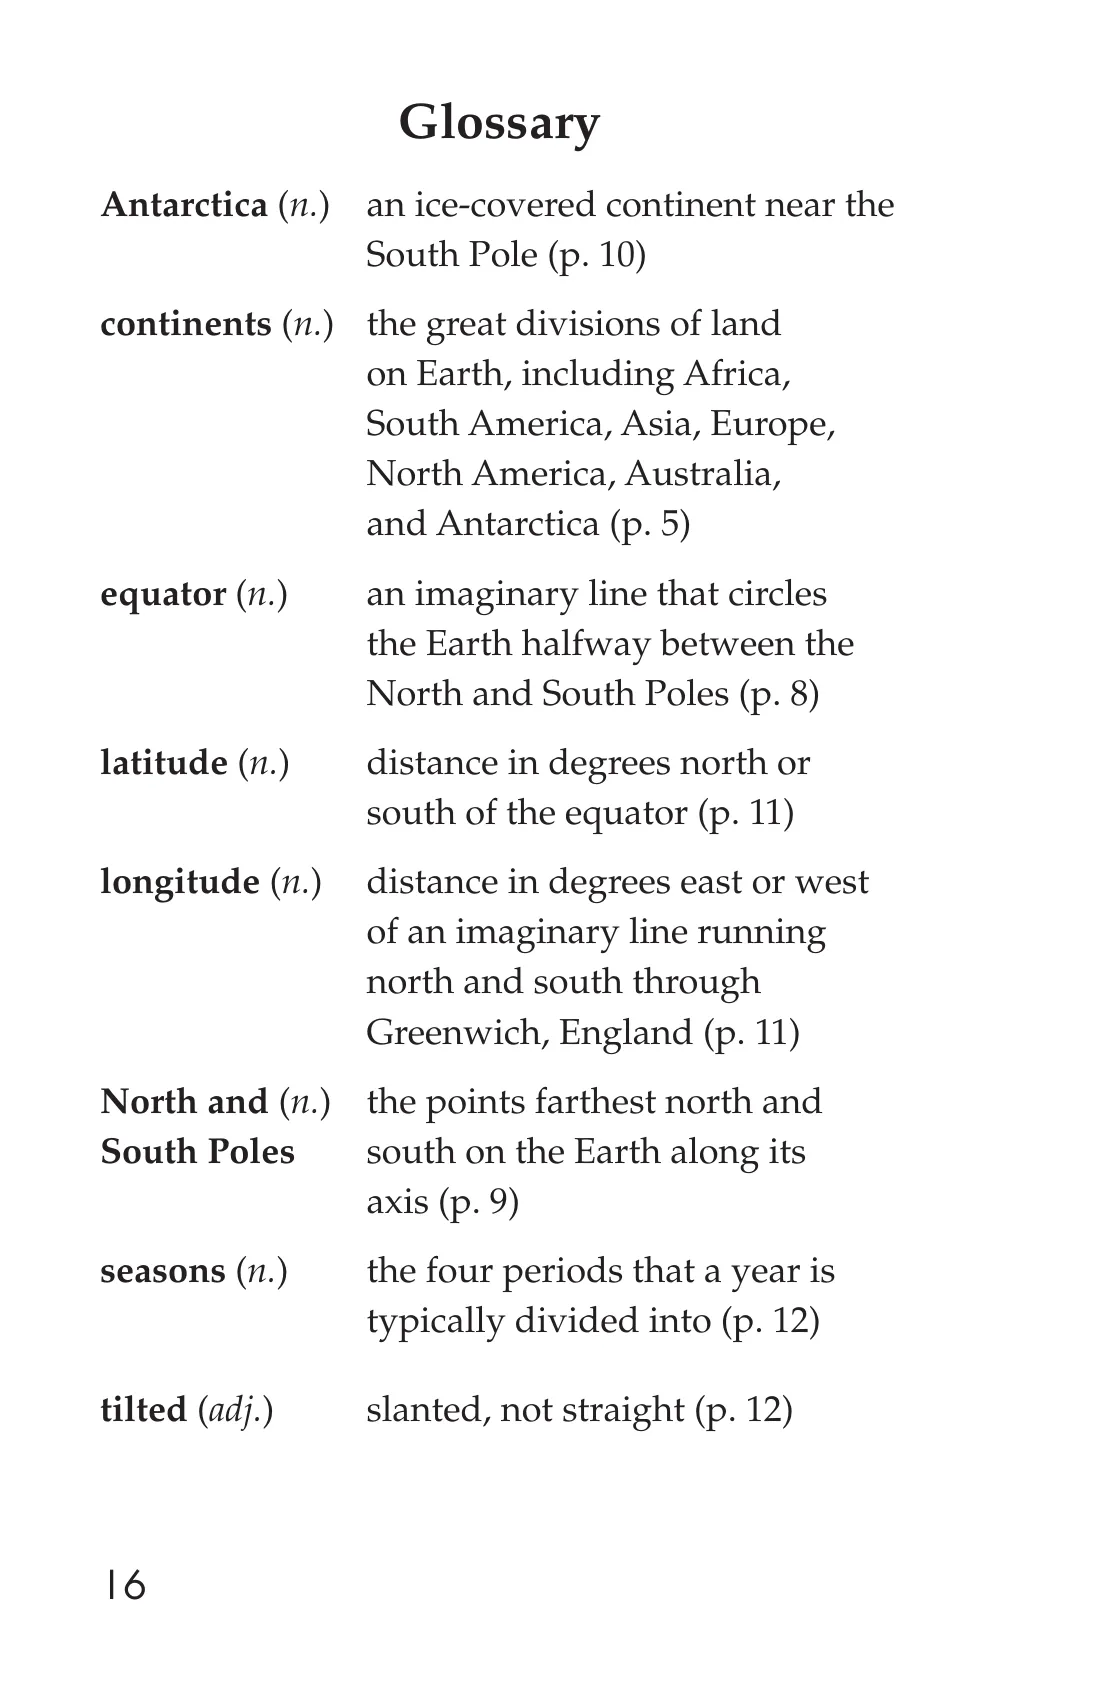 Glossary
Antarctica (n.) an ice-covered continent near the
South Pole (p. 10)
continents (n.) the great divisions of land
on Earth, including Africa,
South America, Asia, Europe,
North America, Australia,
and Antarctica (p. 5)
equator (n.) an imaginary line that circles
the Earth halfway between the
North and South Poles (p. 8)
latitude (n.) distance in degrees north or
south of the equator (p. 11)
longitude (n.) distance in degrees east or west
of an imaginary line running
north and south through
Greenwich, England (p. 11)
North and (n.) the points farthest north and
South Poles south on the Earth along its
axis (p. 9)
seasons (n.) the four periods that a year is
typically divided into (p. 12)
tilted (adj.) slanted, not straight (p. 12)
16